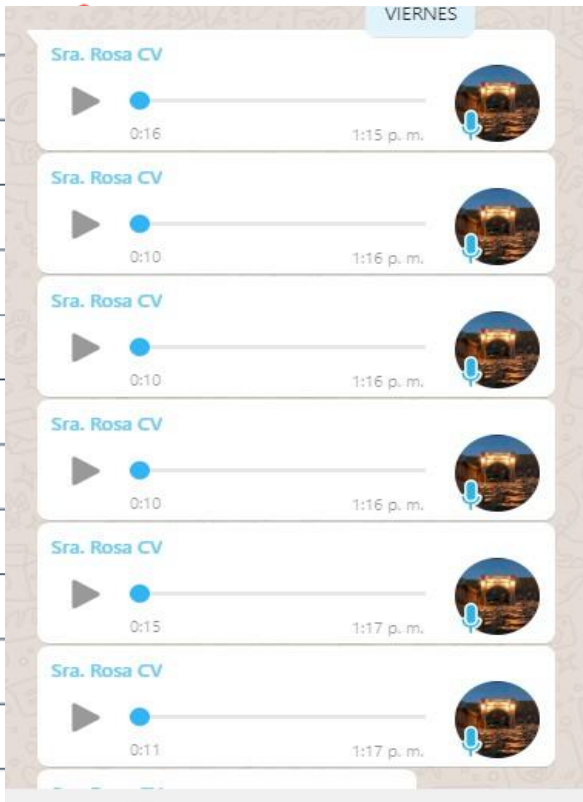 VIERNES
Sra. Rosa CV
0:16 1:15 p. m.
Sra. Rosa CV
0:10 1:16 p. m.
Sra. Rosa CV
0:10 1:16 p. m.
Sra. Rosa CV
0:10 1:16 p. m.
Sra. Rosa CV
0:15 1:17 p. m.
Sra. Rosa CV
0:11 1:17 p. m.